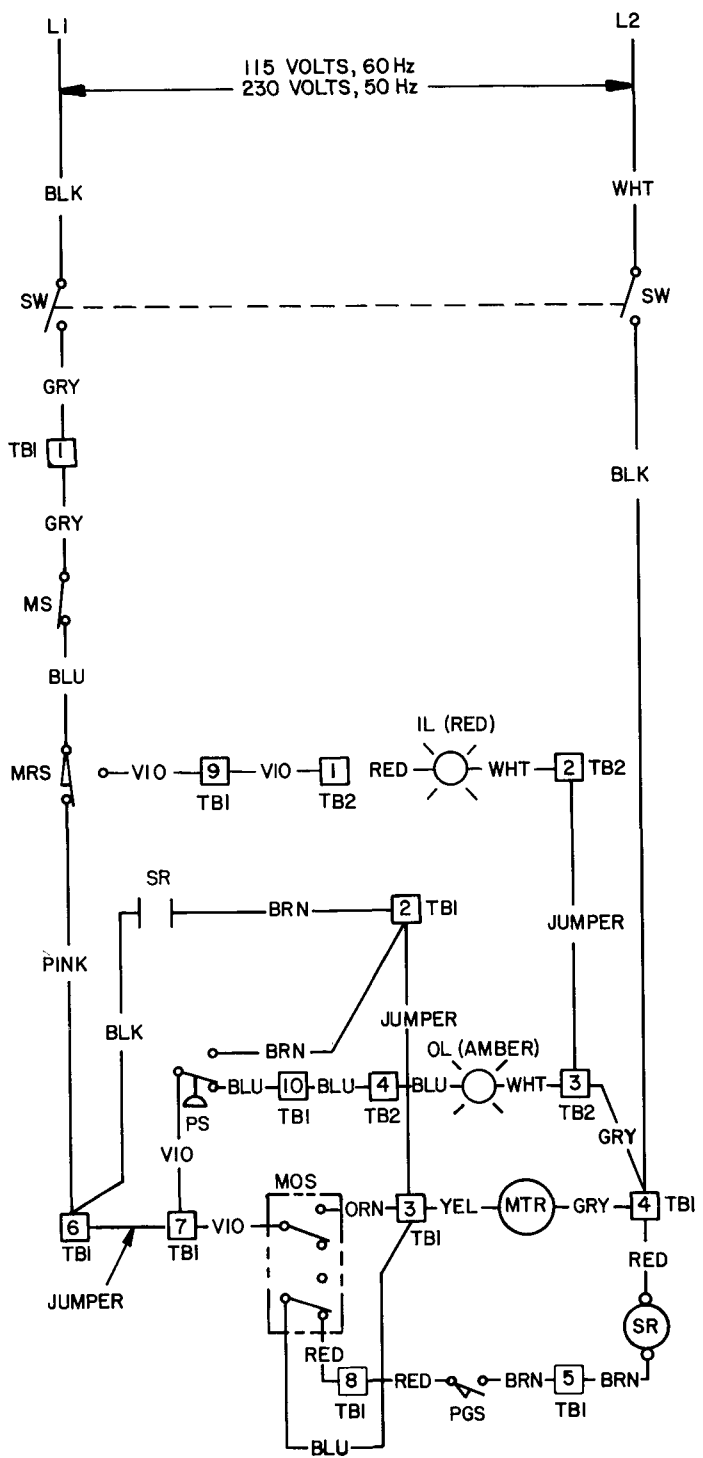 L1 L2
115 VOLTS, 60 Hz
230 VOLTS, 50 Hz
BLK WHT
SW SW
GRY
TB1 1
BLK
GRY
MS
BLU
IL (RED)
MRS VIO 9 VIO 1 RED WHT 2 TB2
TB1 TB2
SR
BRN 2 TB1
JUMPER
PINK
JUMPER
BLK
OL (AMBER)
BRN
BLU 10 BLU 4 BLU WHT 3
PS TB1 TB2 TB2
GRY
VIO
MOS
ORN 3 YEL MTR GRY 4 TB1
6 7 VIO
TB1 TB1 TB1
RED
JUMPER
SR
RED
8 RED BRN 5 BRN
TB1 PGS TB1
BLU